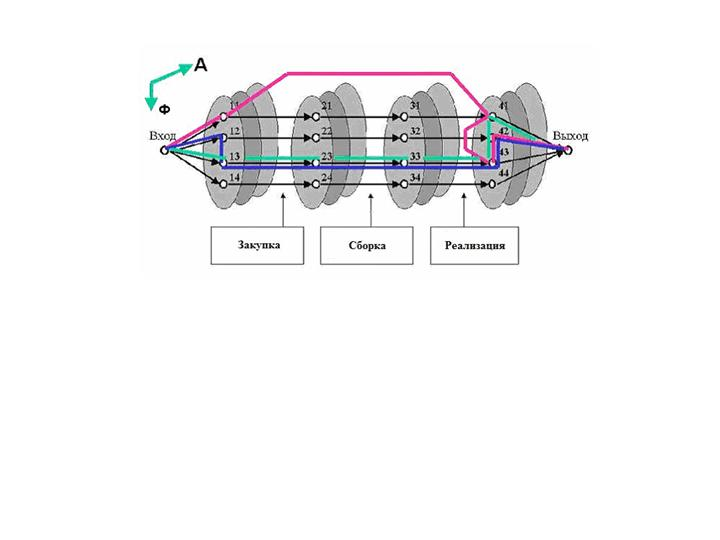 А
Ф
Вход
11 21 31 41
12 22 32 42
13 23 33 43
14 24 34 44
Выход
Закупка Сборка Реализация